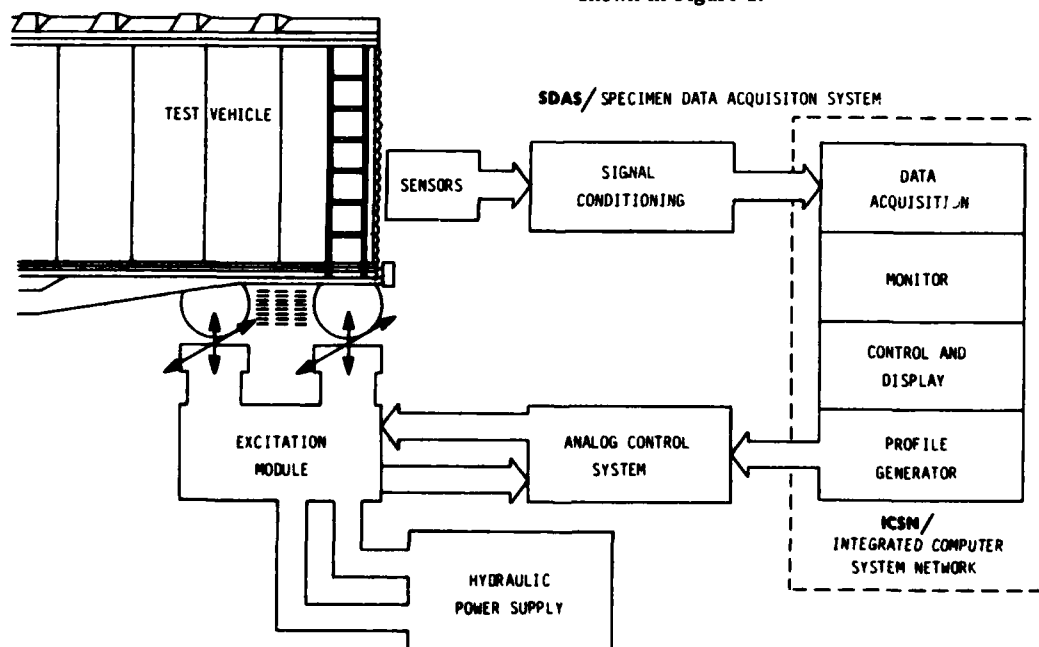 shown in Figure 1.
TEST VEHICLE
SDAS/SPECIMEN DATA ACQUISITON SYSTEM
SENSORS
SIGNAL
CONDITIONING
DATA
ACQUISITION
MONITOR
CONTROL AND
DISPLAY
EXCITATION
MODULE
ANALOG CONTROL
SYSTEM
PROFILE
GENERATOR
ICSN/
INTEGRATED COMPUTER
SYSTEM NETWORK
HYDRAULIC
POWER SUPPLY